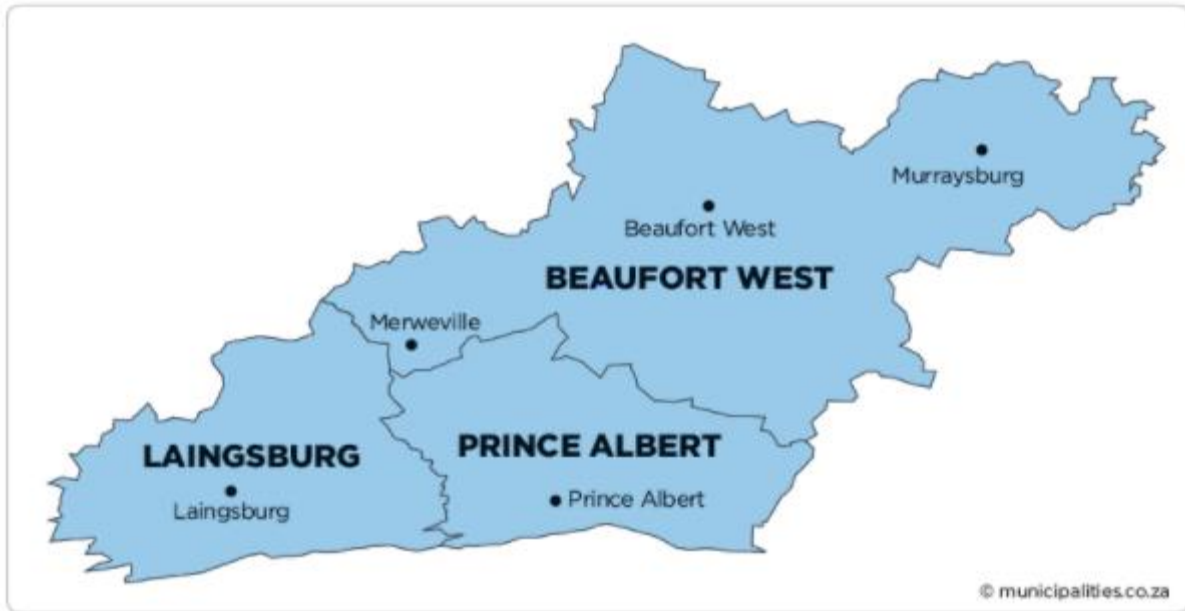 Murraysburg
Beaufort West
BEAUFORT WEST
Merweville
LAINGSBURG
PRINCE ALBERT
Laingsburg
Prince Albert
© municipalities.co.za